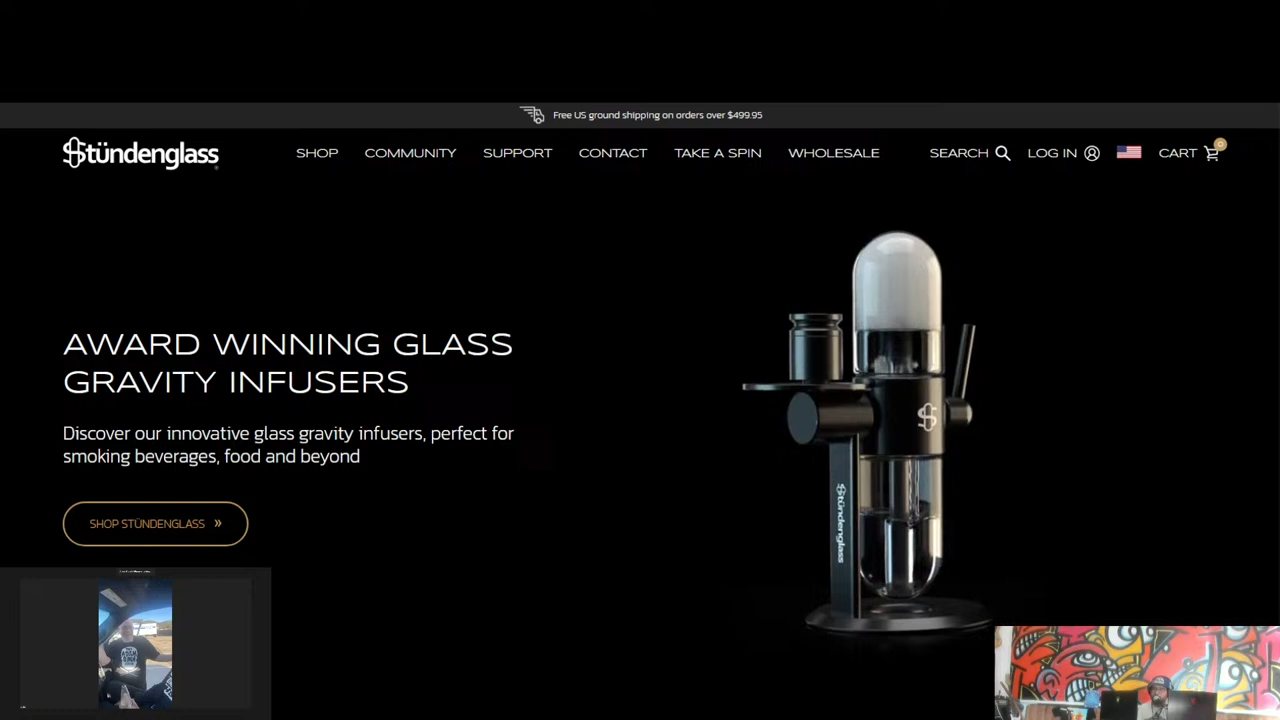 Free US ground shipping on orders over $499.95
Stündenglass
SHOP COMMUNITY SUPPORT CONTACT TAKE A SPIN WHOLESALE SEARCH LOG IN CART 0
AWARD WINNING GLASS
GRAVITY INFUSERS
Discover our innovative glass gravity infusers, perfect for
smoking beverages, food and beyond
SHOP STÜNDENGLASS »
Stündenglass